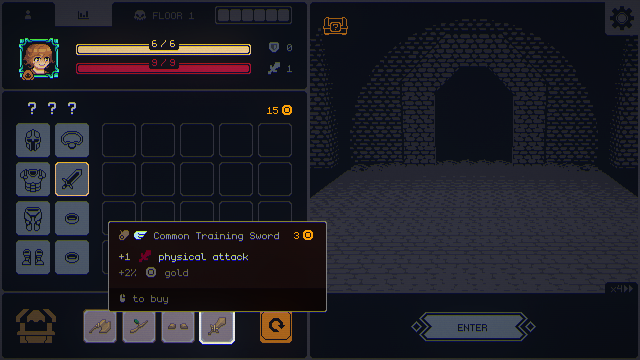 FLOOR 1
6/6
0
9/9
1
? ? ?
15
Common Training Sword 3
+1 physical attack
+2% gold
to buy
x4
ENTER